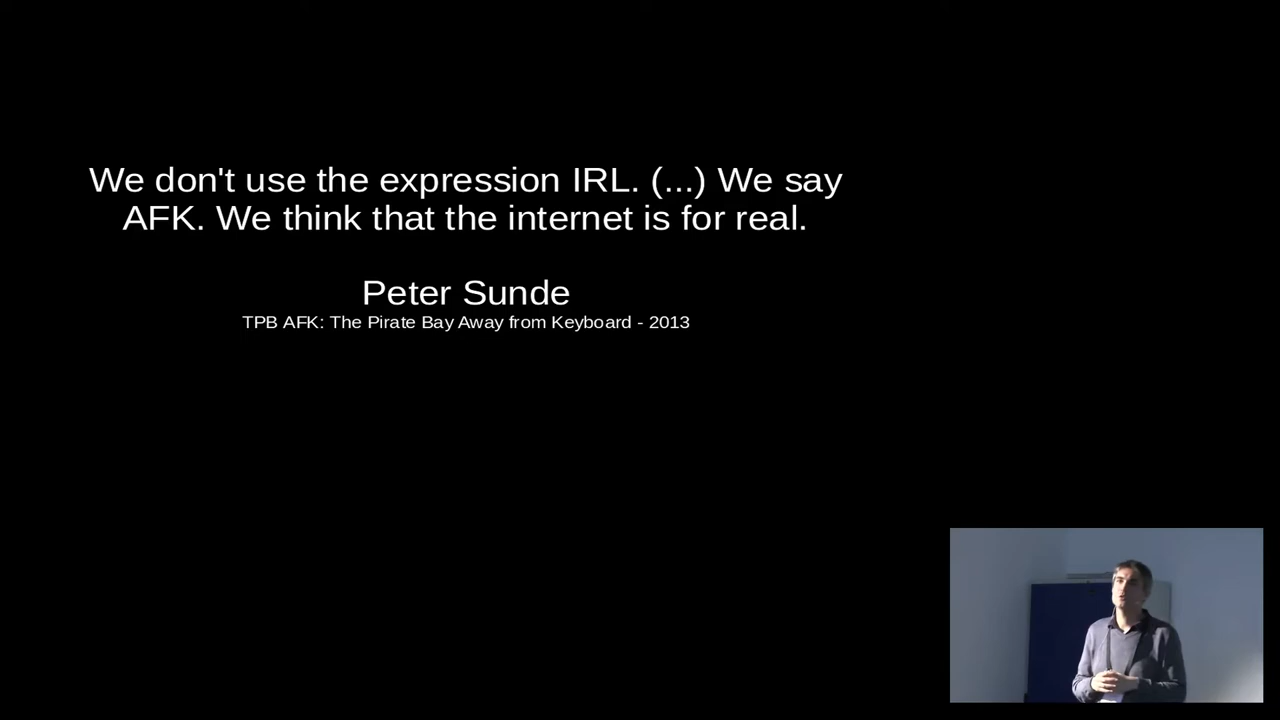 We don't use the expression IRL. (...) We say
AFK. We think that the internet is for real.
Peter Sunde
TPB AFK: The Pirate Bay Away from Keyboard - 2013